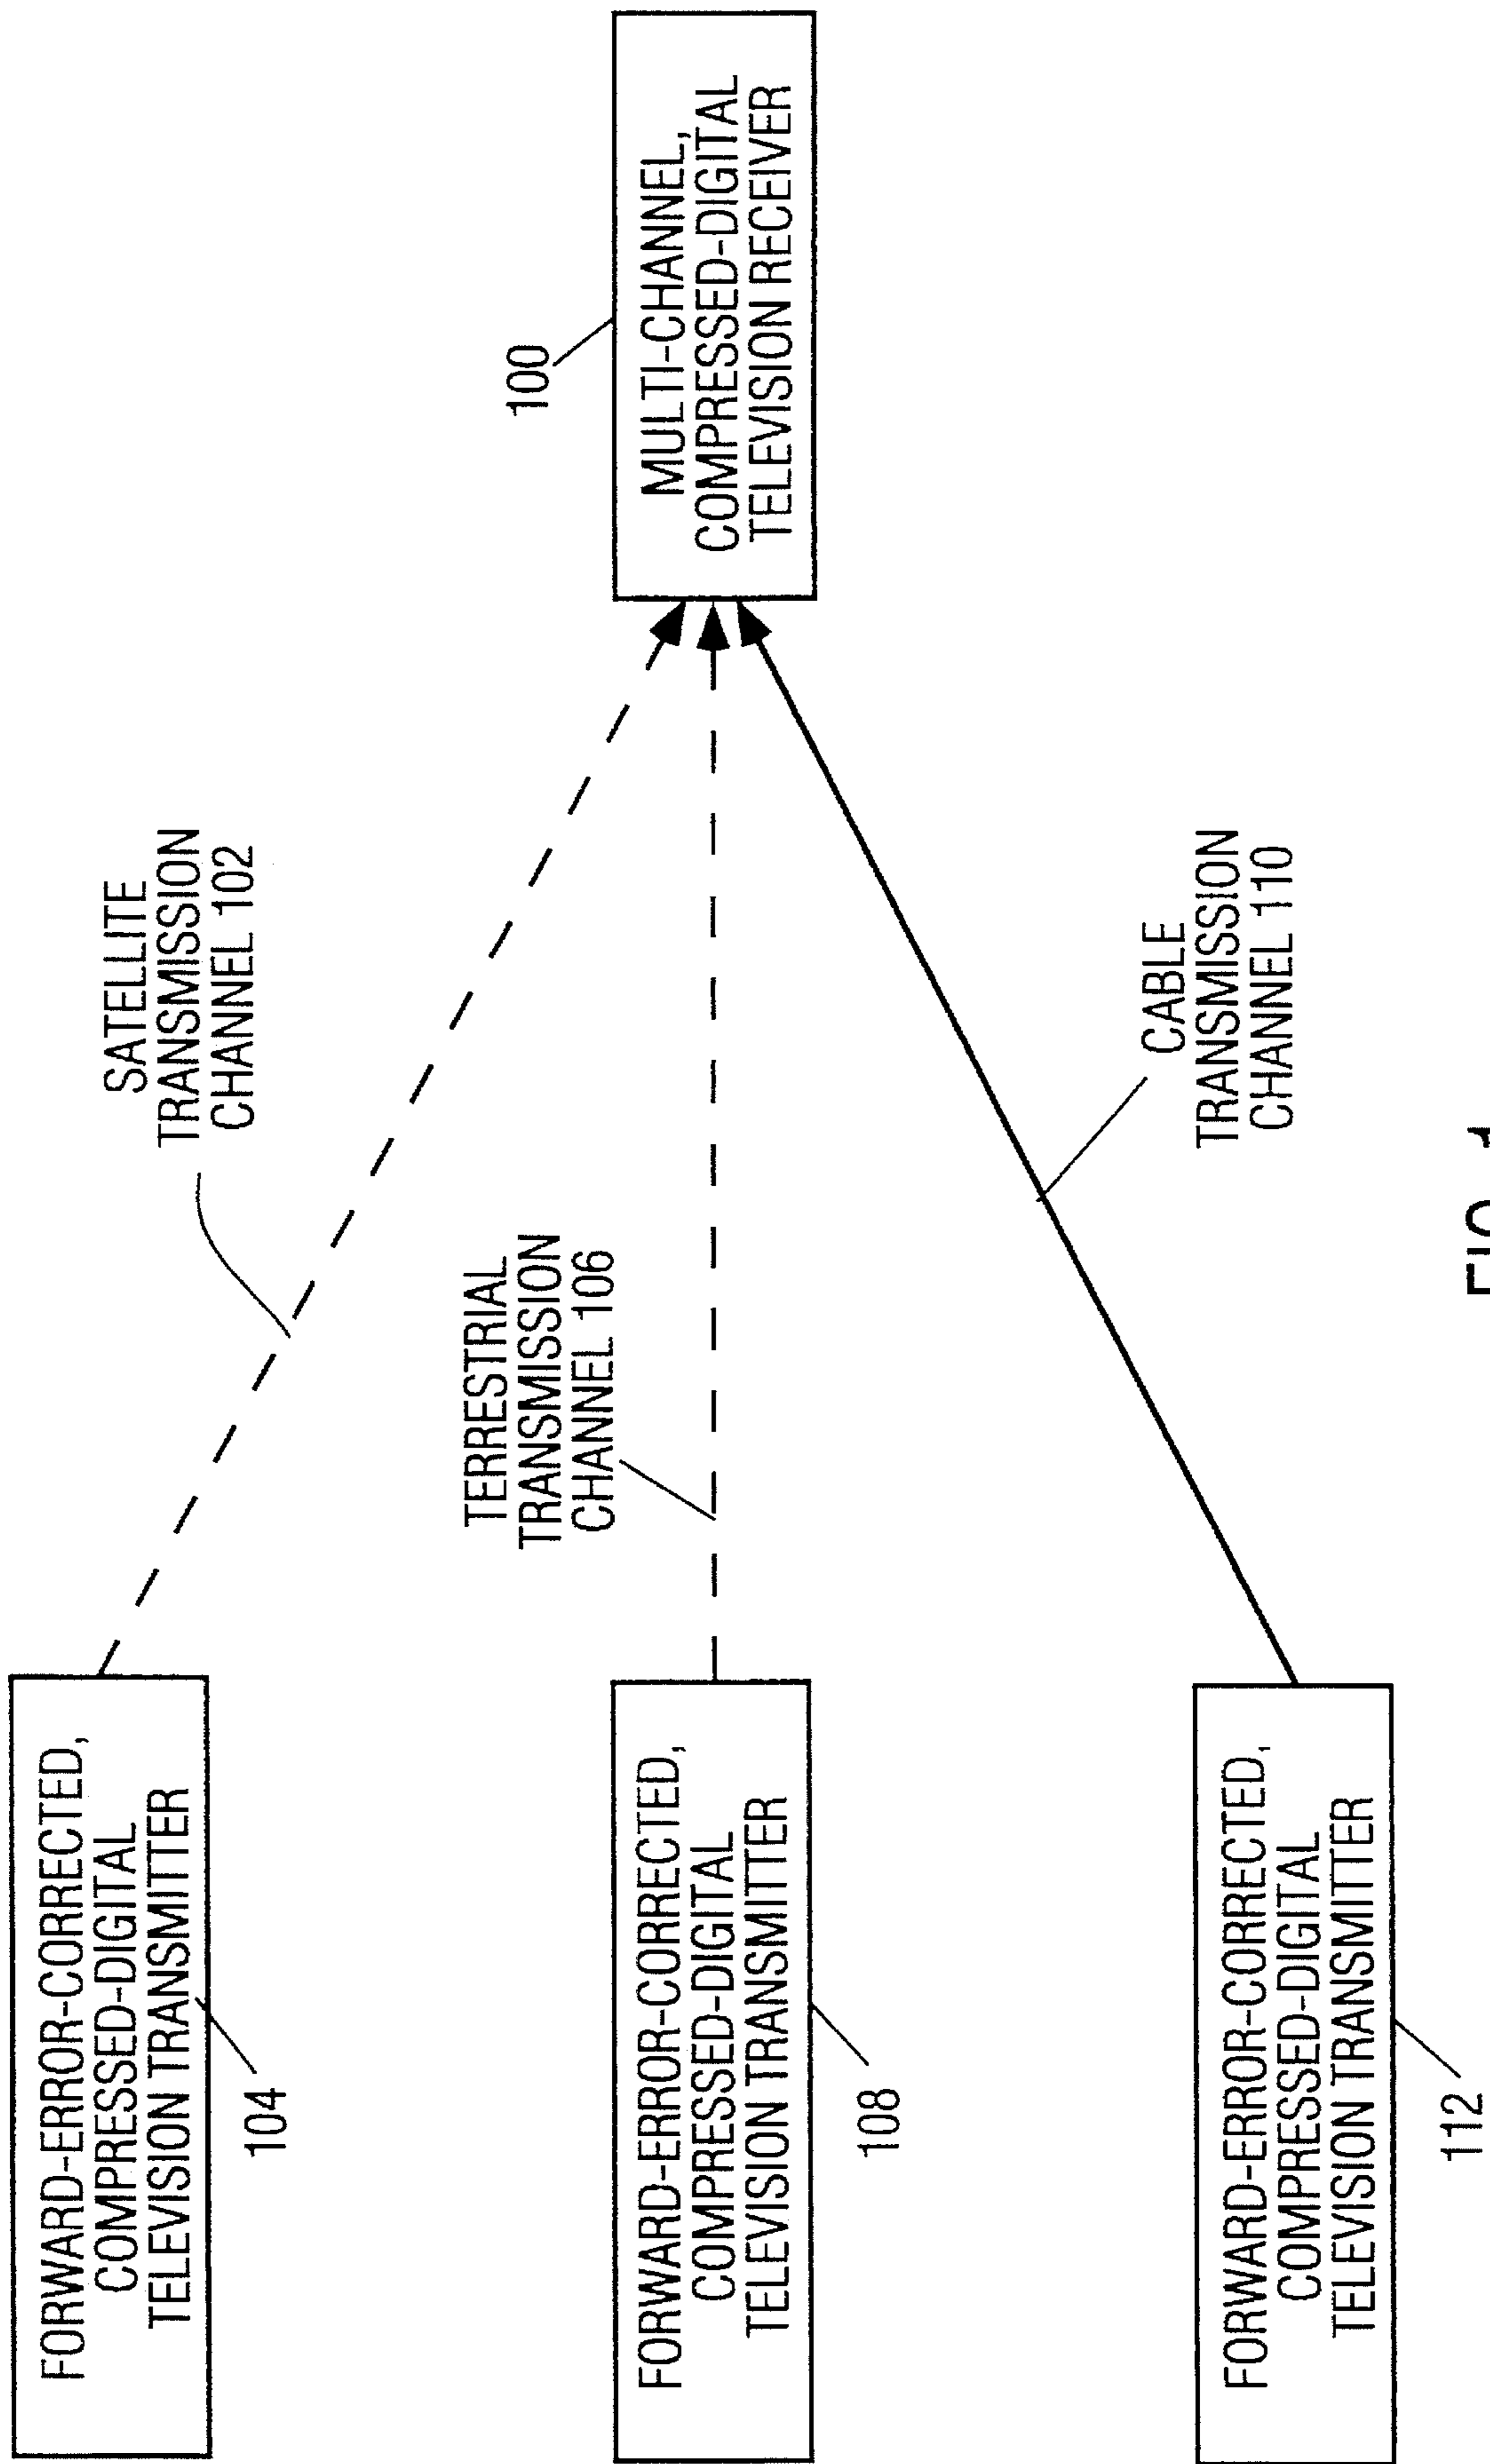 FORWARD-ERROR-CORRECTED,
COMPRESSED-DIGITAL
TELEVISION TRANSMITTER
104
SATELLITE
TRANSMISSION
CHANNEL 102
FORWARD-ERROR-CORRECTED,
COMPRESSED-DIGITAL
TELEVISION TRANSMITTER
108
TERRESTRIAL
TRANSMISSION
CHANNEL 106
100
MULTI-CHANNEL,
COMPRESSED-DIGITAL
TELEVISION RECEIVER
FORWARD-ERROR-CORRECTED,
COMPRESSED-DIGITAL
TELEVISION TRANSMITTER
112
CABLE
TRANSMISSION
CHANNEL 110